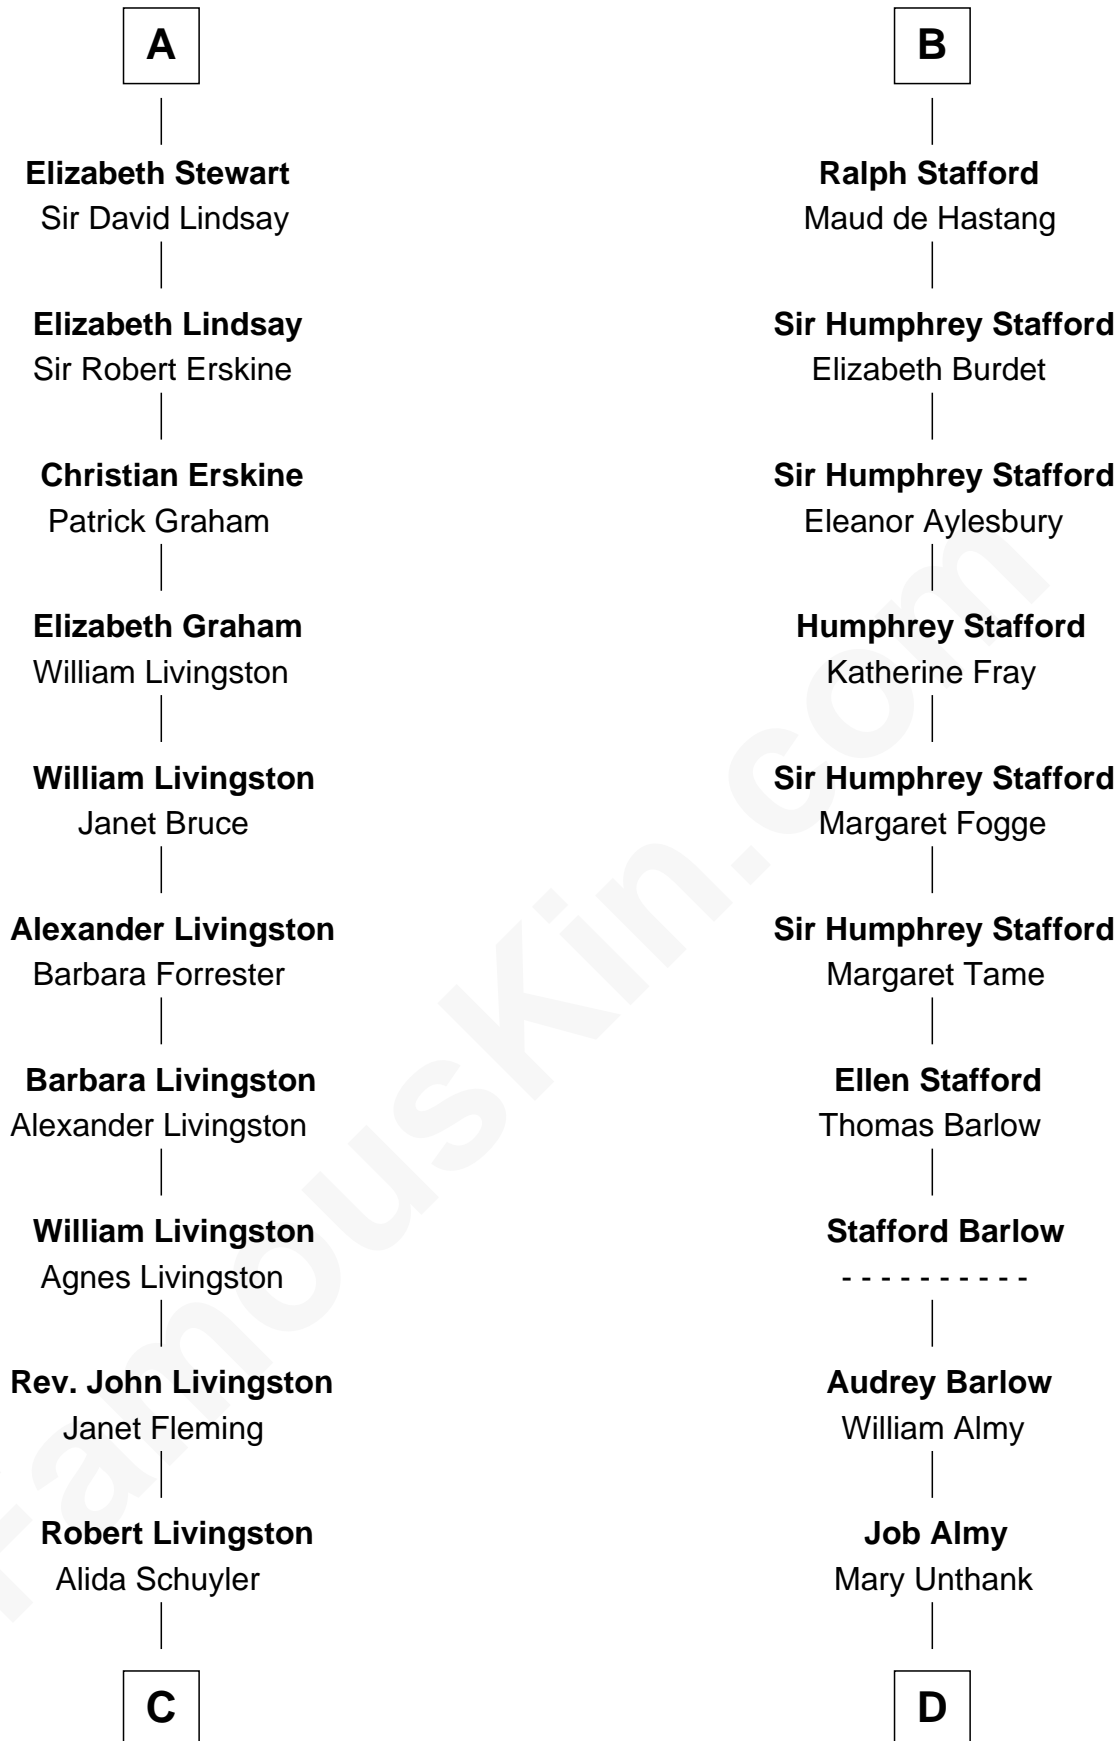 A
Elizabeth Stewart
Sir David Lindsay
Elizabeth Lindsay
Sir Robert Erskine
Christian Erskine
Patrick Graham
Elizabeth Graham
William Livingston
William Livingston
Janet Bruce
Alexander Livingston
Barbara Forrester
Barbara Livingston
Alexander Livingston
William Livingston
Agnes Livingston
Rev. John Livingston
Janet Fleming
Robert Livingston
Alida Schuyler
C
B
Ralph Stafford
Maud de Hastang
Sir Humphrey Stafford
Elizabeth Burdet
Sir Humphrey Stafford
Eleanor Aylesbury
Humphrey Stafford
Katherine Fray
Sir Humphrey Stafford
Margaret Fogge
Sir Humphrey Stafford
Margaret Tame
Ellen Stafford
Thomas Barlow
Stafford Barlow
- - - - - - - - - -
Audrey Barlow
William Almy
Job Almy
Mary Unthank
D
FamousKin.com